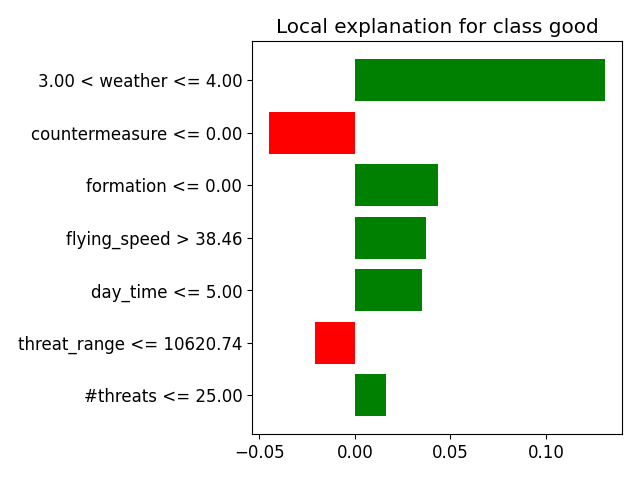 Local explanation for class good
3.00 < weather <= 4.00
countermeasure <= 0.00
formation <= 0.00
flying_speed > 38.46
day_time <= 5.00
threat_range <= 10620.74
#threats <= 25.00
−0.05 0.00 0.05 0.10